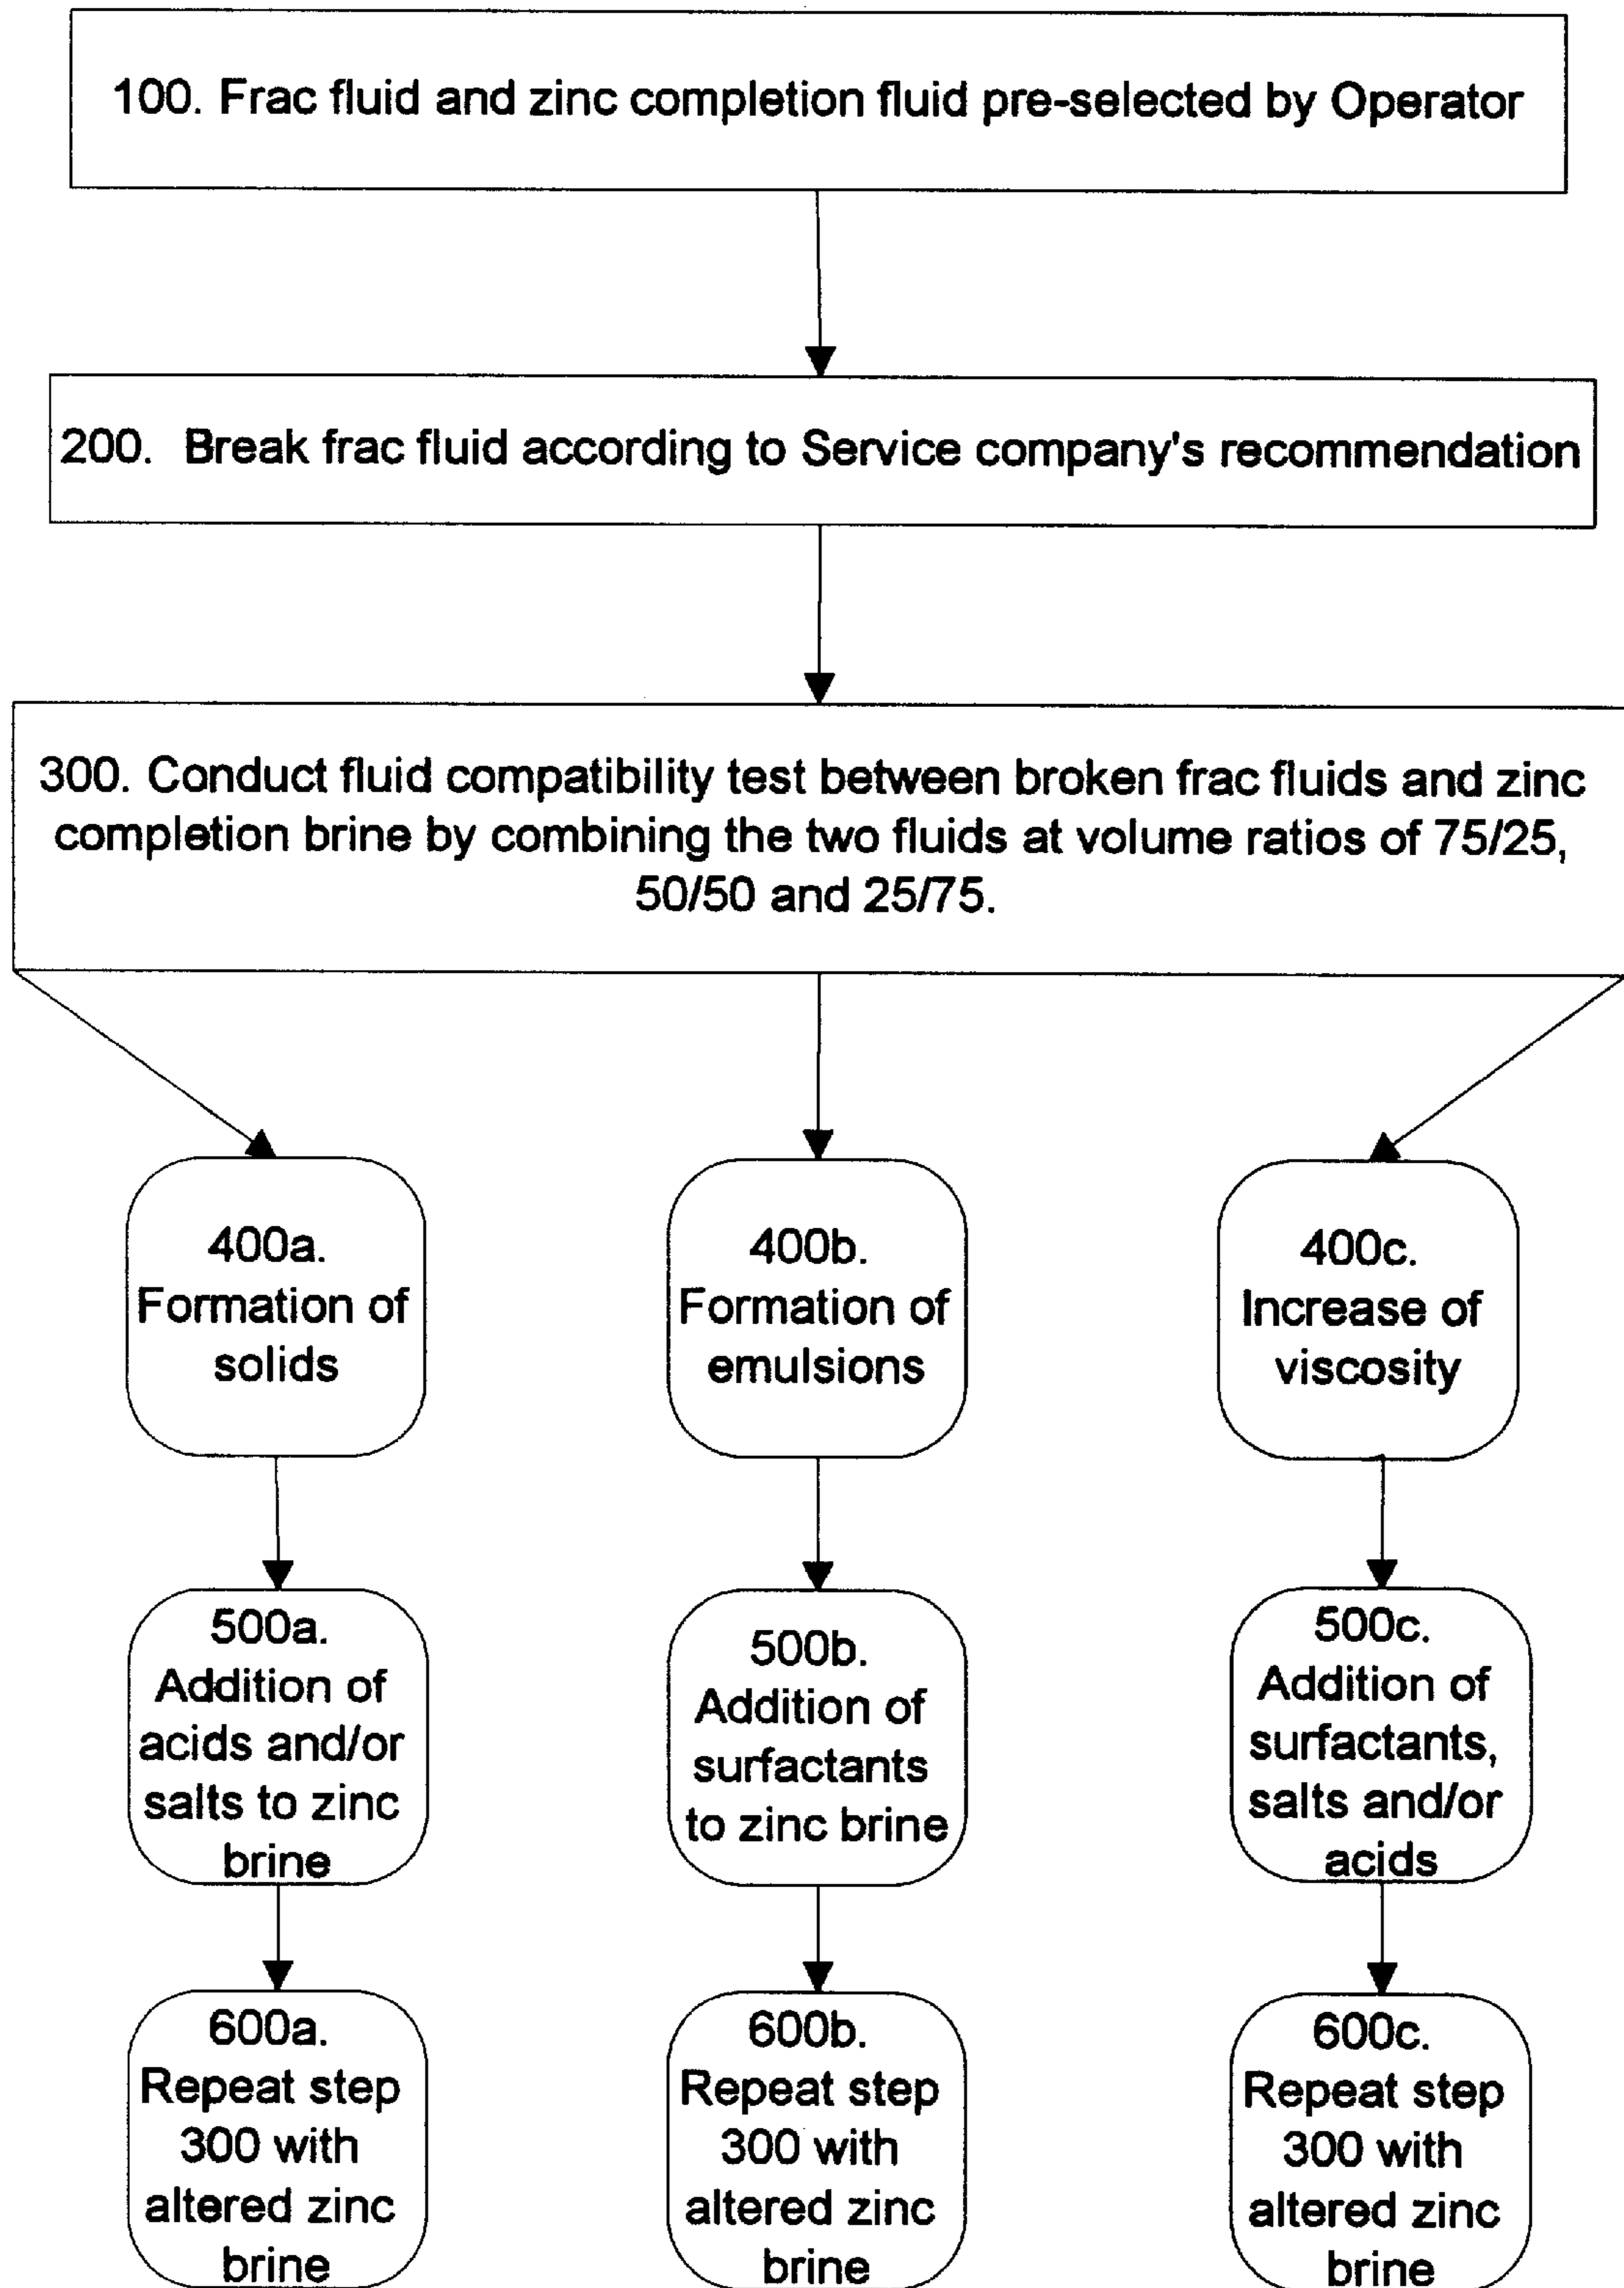 100. Frac fluid and zinc completion fluid pre-selected by Operator
200. Break frac fluid according to Service company's recommendation
300. Conduct fluid compatibility test between broken frac fluids and zinc
completion brine by combining the two fluids at volume ratios of 75/25,
50/50 and 25/75.
400a.
Formation of
solids
400b.
Formation of
emulsions
400c.
Increase of
viscosity
500a.
Addition of
acids and/or
salts to zinc
brine
500b.
Addition of
surfactants
to zinc brine
500c.
Addition of
surfactants,
salts and/or
acids
600a.
Repeat step
300 with
altered zinc
brine
600b.
Repeat step
300 with
altered zinc
brine
600c.
Repeat step
300 with
altered zinc
brine